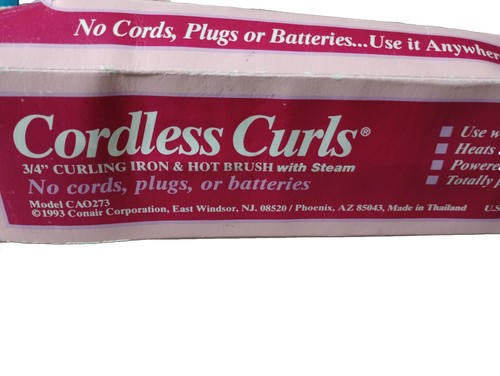 No Cords, Plugs or Batteries...Use it Anywhere
Cordless Curls®
3/4" CURLING IRON & HOT BRUSH with Steam
No cords, plugs, or batteries
Model CAO273
©1993 Conair Corporation, East Windsor, NJ. 08520 / Phoenix, AZ 85043, Made in Thailand
U.S
Use w
Heats
Powere
Totally